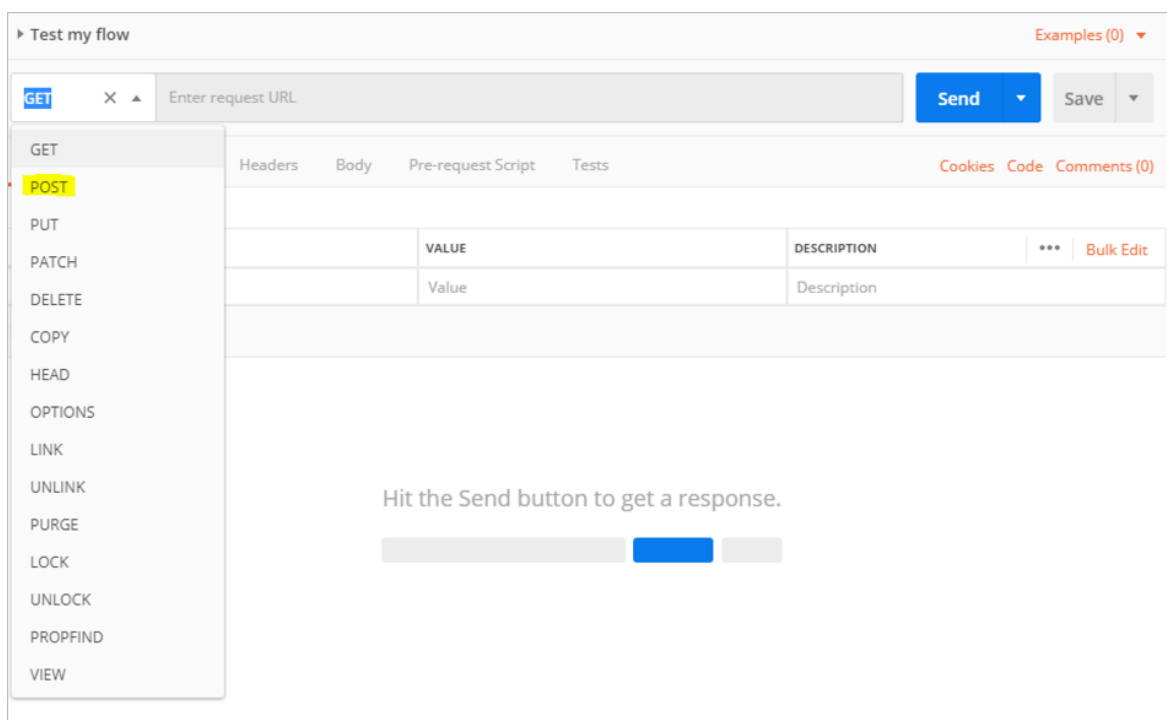 Test my flow Examples (0)
GET Enter request URL Send Save
GET
Headers Body Pre-request Script Tests Cookies Code Comments (0)
POST
PUT
VALUE DESCRIPTION Bulk Edit
PATCH
Value Description
DELETE
COPY
HEAD
OPTIONS
LINK
UNLINK
Hit the Send button to get a response.
PURGE
LOCK
UNLOCK
PROPFIND
VIEW